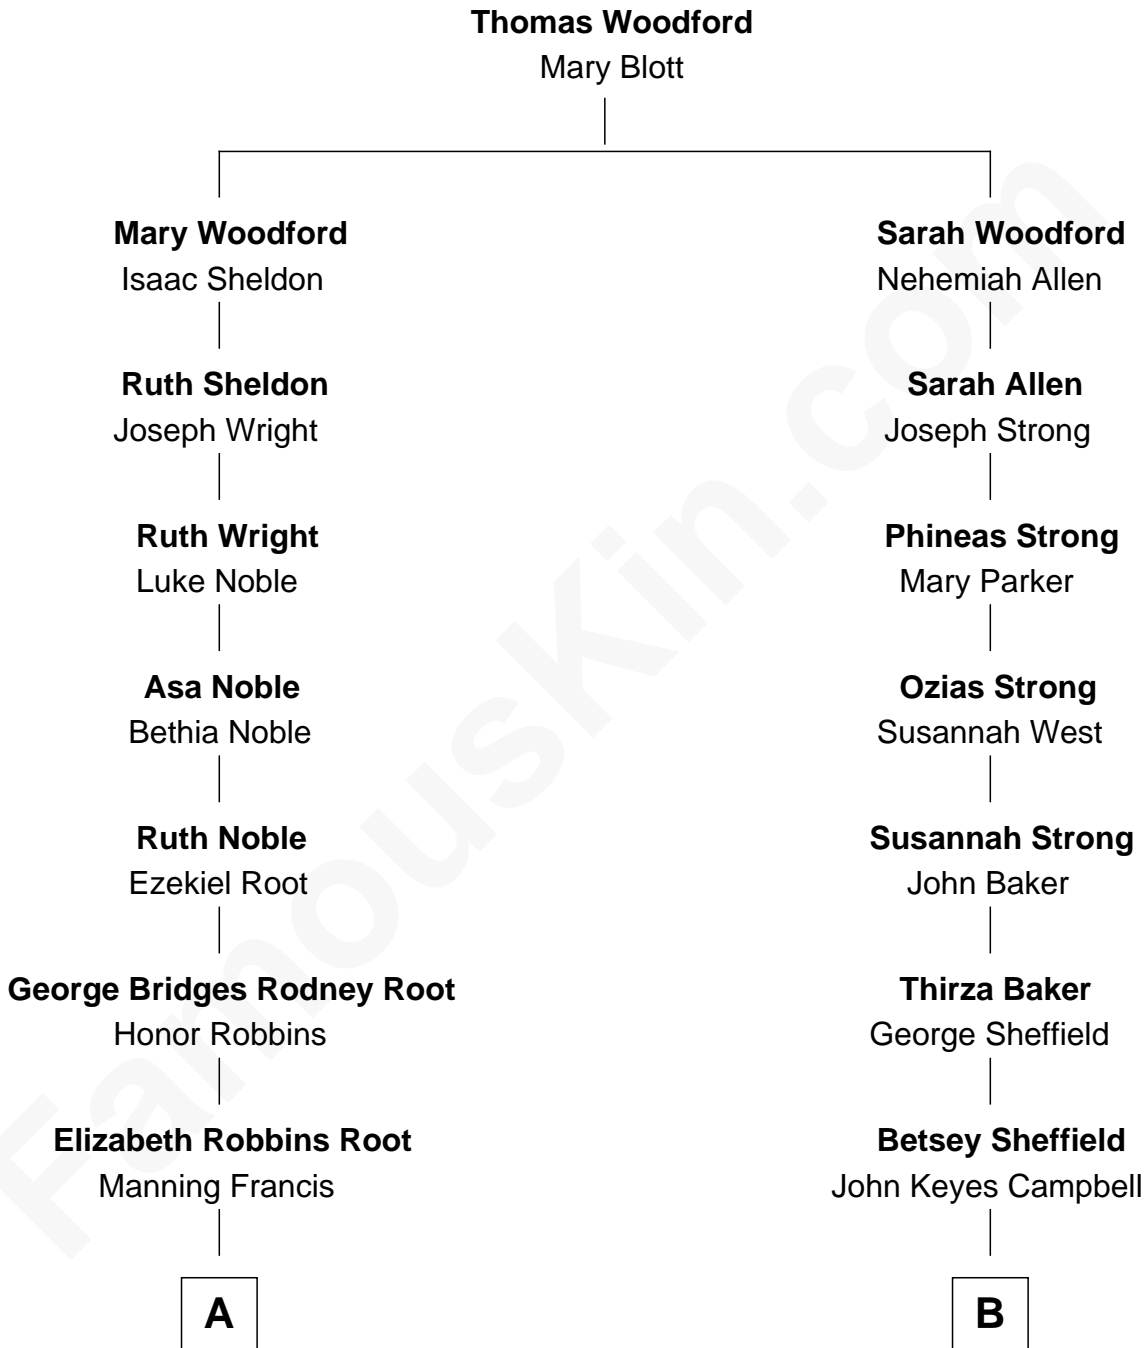 Thomas Woodford
Mary Blott
Mary Woodford
Isaac Sheldon
Sarah Woodford
Nehemiah Allen
Ruth Sheldon
Joseph Wright
Sarah Allen
Joseph Strong
Ruth Wright
Luke Noble
Phineas Strong
Mary Parker
Asa Noble
Bethia Noble
Ozias Strong
Susannah West
Ruth Noble
Ezekiel Root
Susannah Strong
John Baker
George Bridges Rodney Root
Honor Robbins
Thirza Baker
George Sheffield
Elizabeth Robbins Root
Manning Francis
Betsey Sheffield
John Keyes Campbell
A
B
FamousKin.com